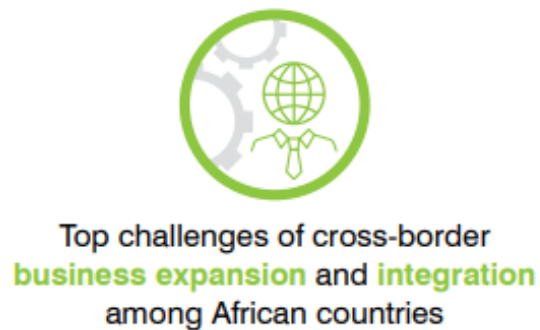 Top challenges of cross-border
business expansion and integration
among African countries